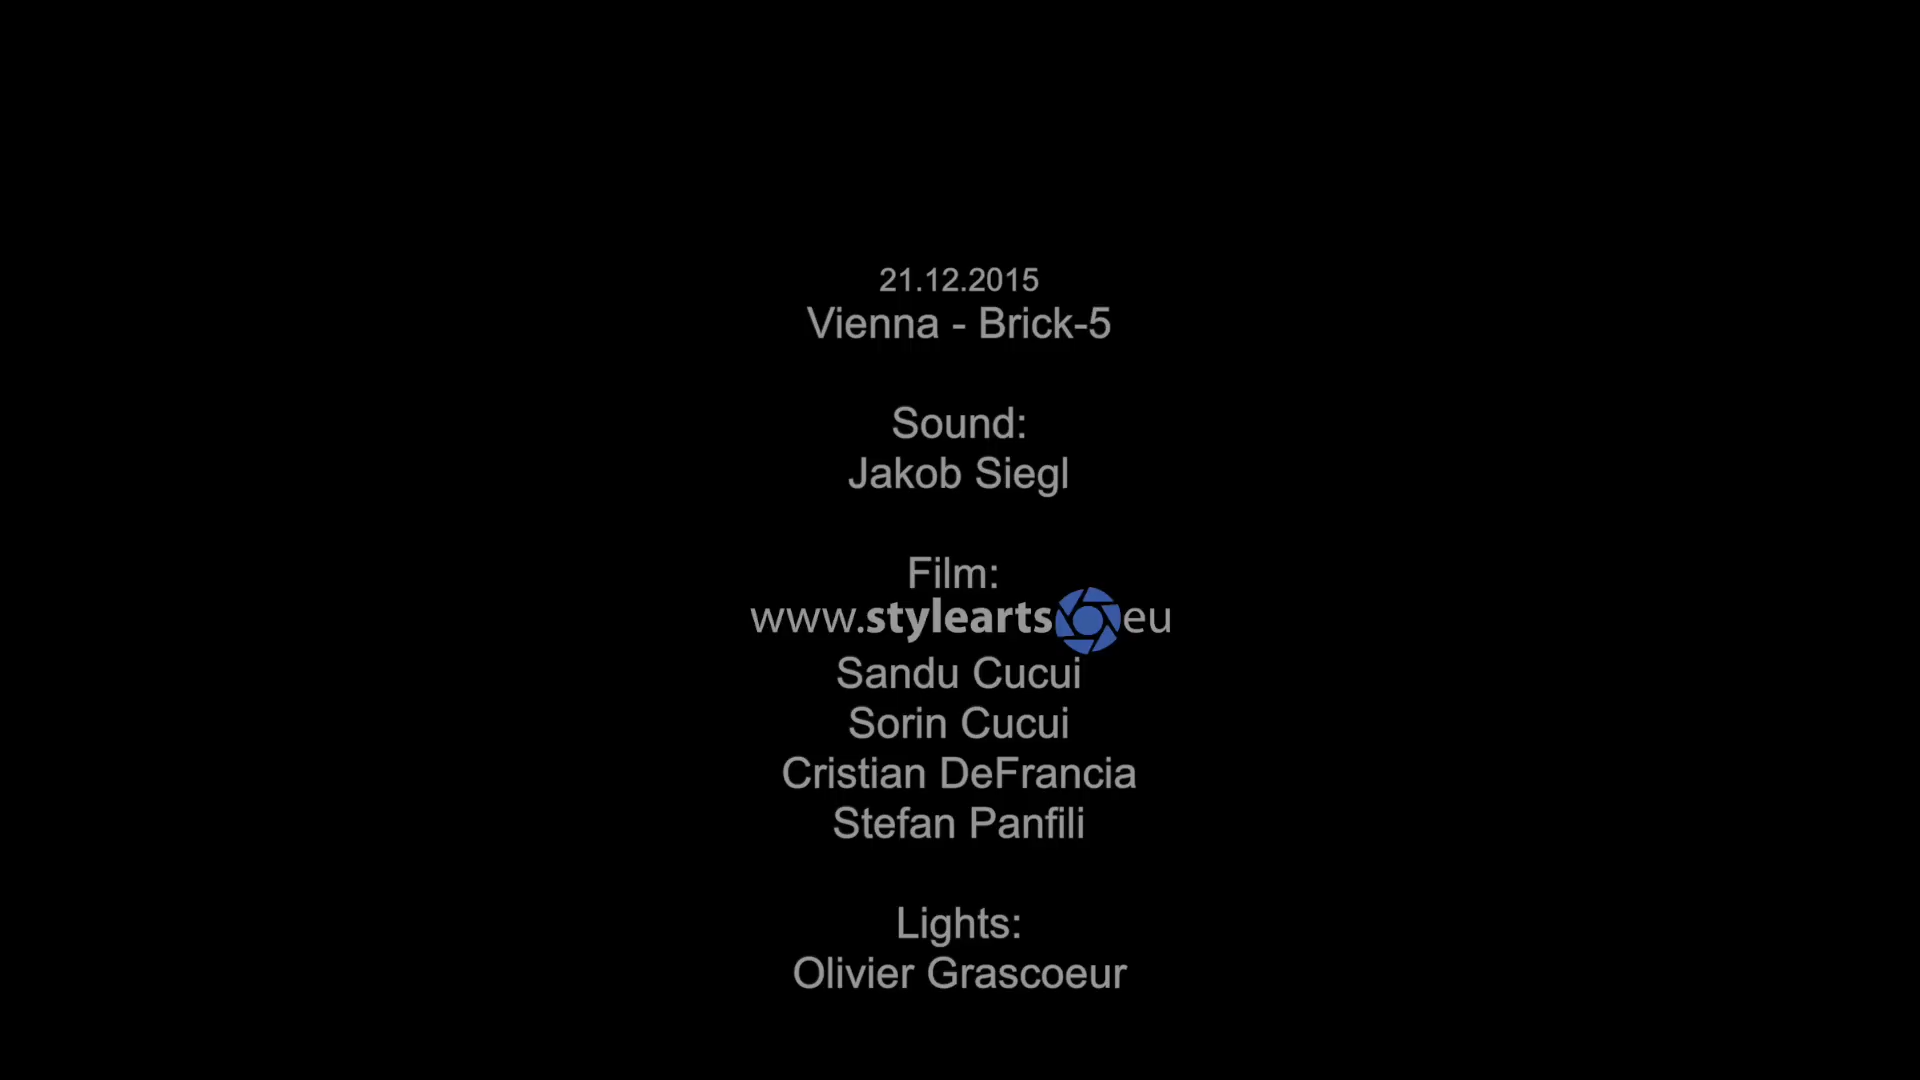 21.12.2015
Vienna - Brick-5
Sound:
Jakob Siegl
Film:
www.stylearts eu
Sandu Cucui
Sorin Cucui
Cristian DeFrancia
Stefan Panfili
Lights:
Olivier Grascoeur